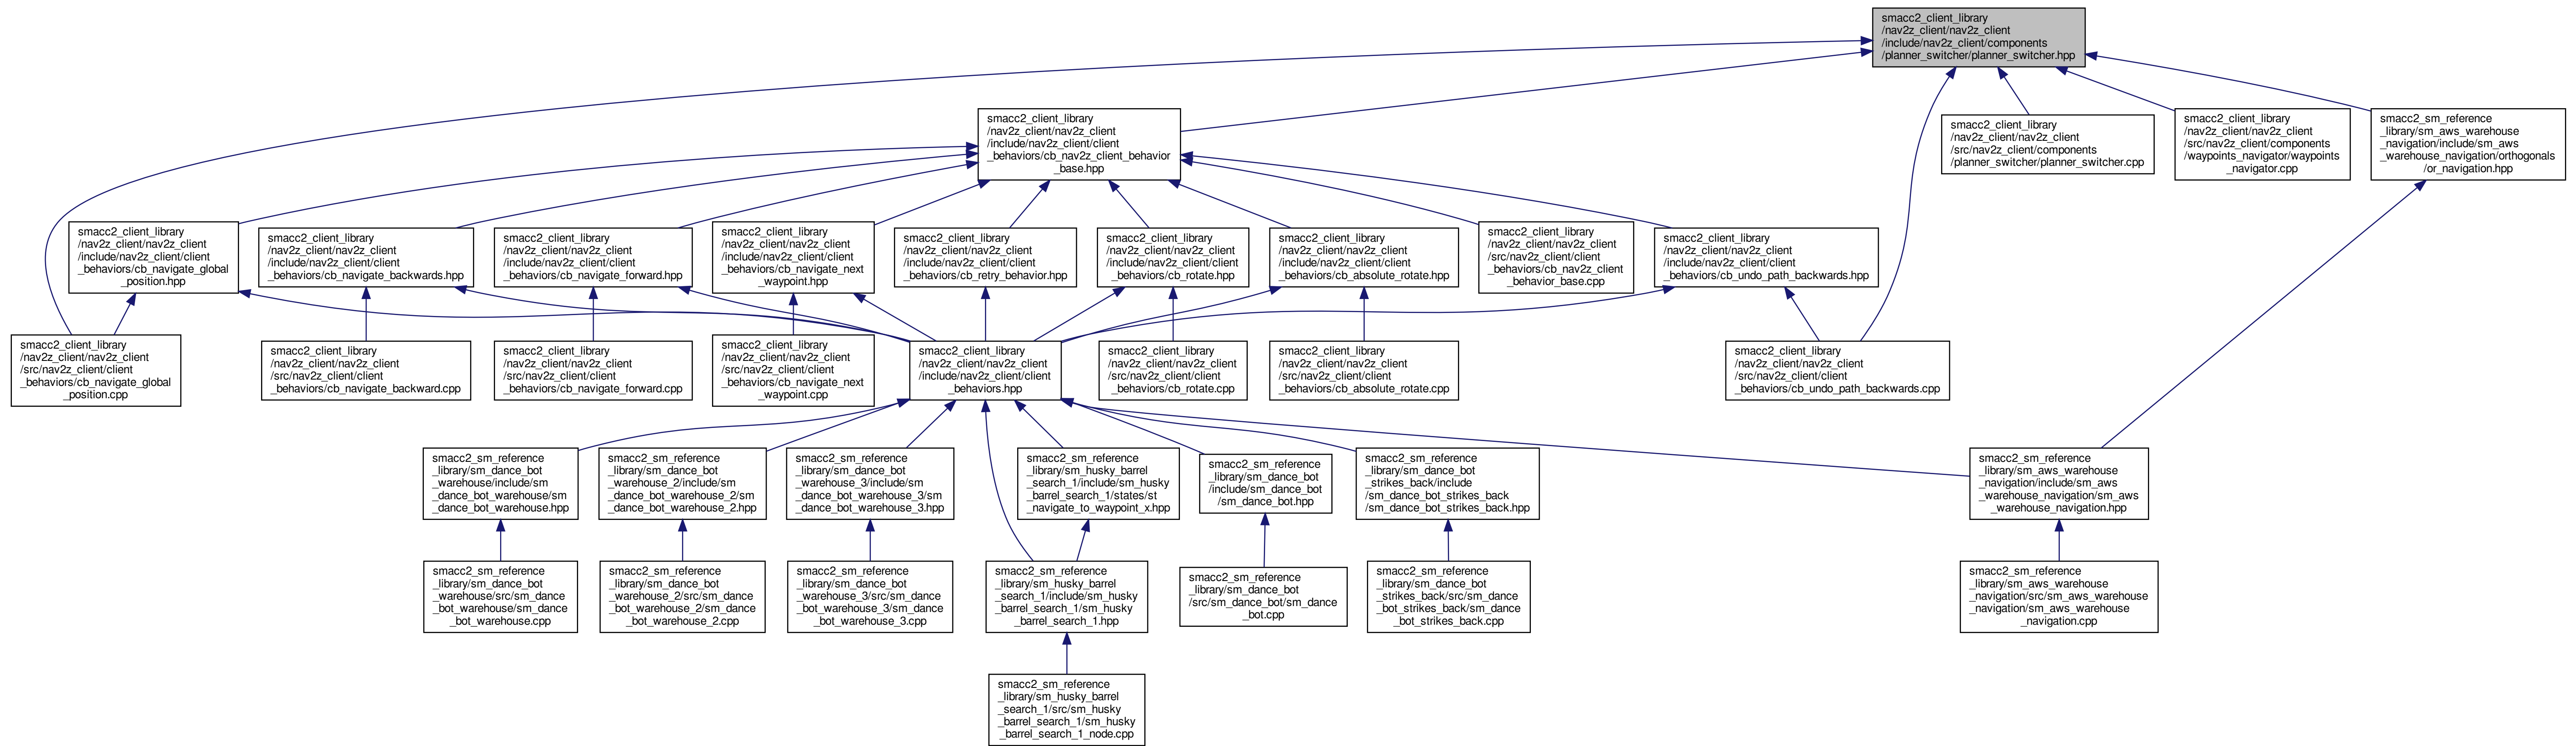 smacc2_client_library
/nav2z_client/nav2z_client
/include/nav2z_client/components
/planner_switcher/planner_switcher.hpp
smacc2_client_library
/nav2z_client/nav2z_client
/include/nav2z_client/client
_behaviors/cb_nav2z_client_behavior
_base.hpp
smacc2_client_library
/nav2z_client/nav2z_client
/src/nav2z_client/components
/planner_switcher/planner_switcher.cpp
smacc2_client_library
/nav2z_client/nav2z_client
/src/nav2z_client/components
/waypoints_navigator/waypoints
_navigator.cpp
smacc2_sm_reference
_library/sm_aws_warehouse
_navigation/include/sm_aws
_warehouse_navigation/orthogonals
/or_navigation.hpp
smacc2_client_library
/nav2z_client/nav2z_client
/include/nav2z_client/client
_behaviors/cb_navigate_global
_position.hpp
smacc2_client_library
/nav2z_client/nav2z_client
/include/nav2z_client/client
_behaviors/cb_navigate_backwards.hpp
smacc2_client_library
/nav2z_client/nav2z_client
/include/nav2z_client/client
_behaviors/cb_navigate_forward.hpp
smacc2_client_library
/nav2z_client/nav2z_client
/include/nav2z_client/client
_behaviors/cb_navigate_next
_waypoint.hpp
smacc2_client_library
/nav2z_client/nav2z_client
/include/nav2z_client/client
_behaviors/cb_retry_behavior.hpp
smacc2_client_library
/nav2z_client/nav2z_client
/include/nav2z_client/client
_behaviors/cb_rotate.hpp
smacc2_client_library
/nav2z_client/nav2z_client
/include/nav2z_client/client
_behaviors/cb_absolute_rotate.hpp
smacc2_client_library
/nav2z_client/nav2z_client
/src/nav2z_client/client
_behaviors/cb_nav2z_client
_behavior_base.cpp
smacc2_client_library
/nav2z_client/nav2z_client
/include/nav2z_client/client
_behaviors/cb_undo_path_backwards.hpp
smacc2_client_library
/nav2z_client/nav2z_client
/src/nav2z_client/client
_behaviors/cb_navigate_global
_position.cpp
smacc2_client_library
/nav2z_client/nav2z_client
/src/nav2z_client/client
_behaviors/cb_navigate_backward.cpp
smacc2_client_library
/nav2z_client/nav2z_client
/src/nav2z_client/client
_behaviors/cb_navigate_forward.cpp
smacc2_client_library
/nav2z_client/nav2z_client
/src/nav2z_client/client
_behaviors/cb_navigate_next
_waypoint.cpp
smacc2_client_library
/nav2z_client/nav2z_client
/include/nav2z_client/client
_behaviors.hpp
smacc2_client_library
/nav2z_client/nav2z_client
/src/nav2z_client/client
_behaviors/cb_rotate.cpp
smacc2_client_library
/nav2z_client/nav2z_client
/src/nav2z_client/client
_behaviors/cb_absolute_rotate.cpp
smacc2_client_library
/nav2z_client/nav2z_client
/src/nav2z_client/client
_behaviors/cb_undo_path_backwards.cpp
smacc2_sm_reference
_library/sm_dance_bot
_warehouse/include/sm
_dance_bot_warehouse/sm
_dance_bot_warehouse.hpp
smacc2_sm_reference
_library/sm_dance_bot
_warehouse_2/include/sm
_dance_bot_warehouse_2/sm
_dance_bot_warehouse_2.hpp
smacc2_sm_reference
_library/sm_dance_bot
_warehouse_3/include/sm
_dance_bot_warehouse_3/sm
_dance_bot_warehouse_3.hpp
smacc2_sm_reference
_library/sm_husky_barrel
_search_1/include/sm_husky
_barrel_search_1/states/st
_navigate_to_waypoint_x.hpp
smacc2_sm_reference
_library/sm_dance_bot
/include/sm_dance_bot
/sm_dance_bot.hpp
smacc2_sm_reference
_library/sm_dance_bot
_strikes_back/include
/sm_dance_bot_strikes_back
/sm_dance_bot_strikes_back.hpp
smacc2_sm_reference
_library/sm_aws_warehouse
_navigation/include/sm_aws
_warehouse_navigation/sm_aws
_warehouse_navigation.hpp
smacc2_sm_reference
_library/sm_dance_bot
_warehouse/src/sm_dance
_bot_warehouse/sm_dance
_bot_warehouse.cpp
smacc2_sm_reference
_library/sm_dance_bot
_warehouse_2/src/sm_dance
_bot_warehouse_2/sm_dance
_bot_warehouse_2.cpp
smacc2_sm_reference
_library/sm_dance_bot
_warehouse_3/src/sm_dance
_bot_warehouse_3/sm_dance
_bot_warehouse_3.cpp
smacc2_sm_reference
_library/sm_husky_barrel
_search_1/include/sm_husky
_barrel_search_1/sm_husky
_barrel_search_1.hpp
smacc2_sm_reference
_library/sm_dance_bot
/src/sm_dance_bot/sm_dance
_bot.cpp
smacc2_sm_reference
_library/sm_dance_bot
_strikes_back/src/sm_dance
_bot_strikes_back/sm_dance
_bot_strikes_back.cpp
smacc2_sm_reference
_library/sm_aws_warehouse
_navigation/src/sm_aws_warehouse
_navigation/sm_aws_warehouse
_navigation.cpp
smacc2_sm_reference
_library/sm_husky_barrel
_search_1/src/sm_husky
_barrel_search_1/sm_husky
_barrel_search_1_node.cpp